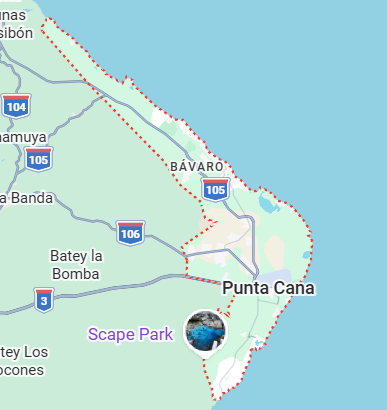 unas
sibón
104
namuya
105
BÁVARO
105
a Banda
106
Batey la
Bomba
Punta Cana
3
Scape Park
tey Los
ocones